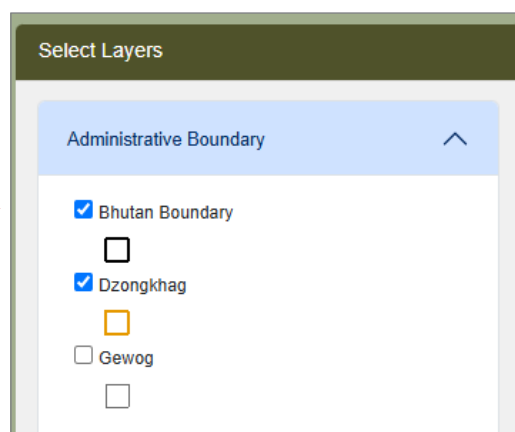 Select Layers
Administrative Boundary
Bhutan Boundary
Dzongkhag
Gewog